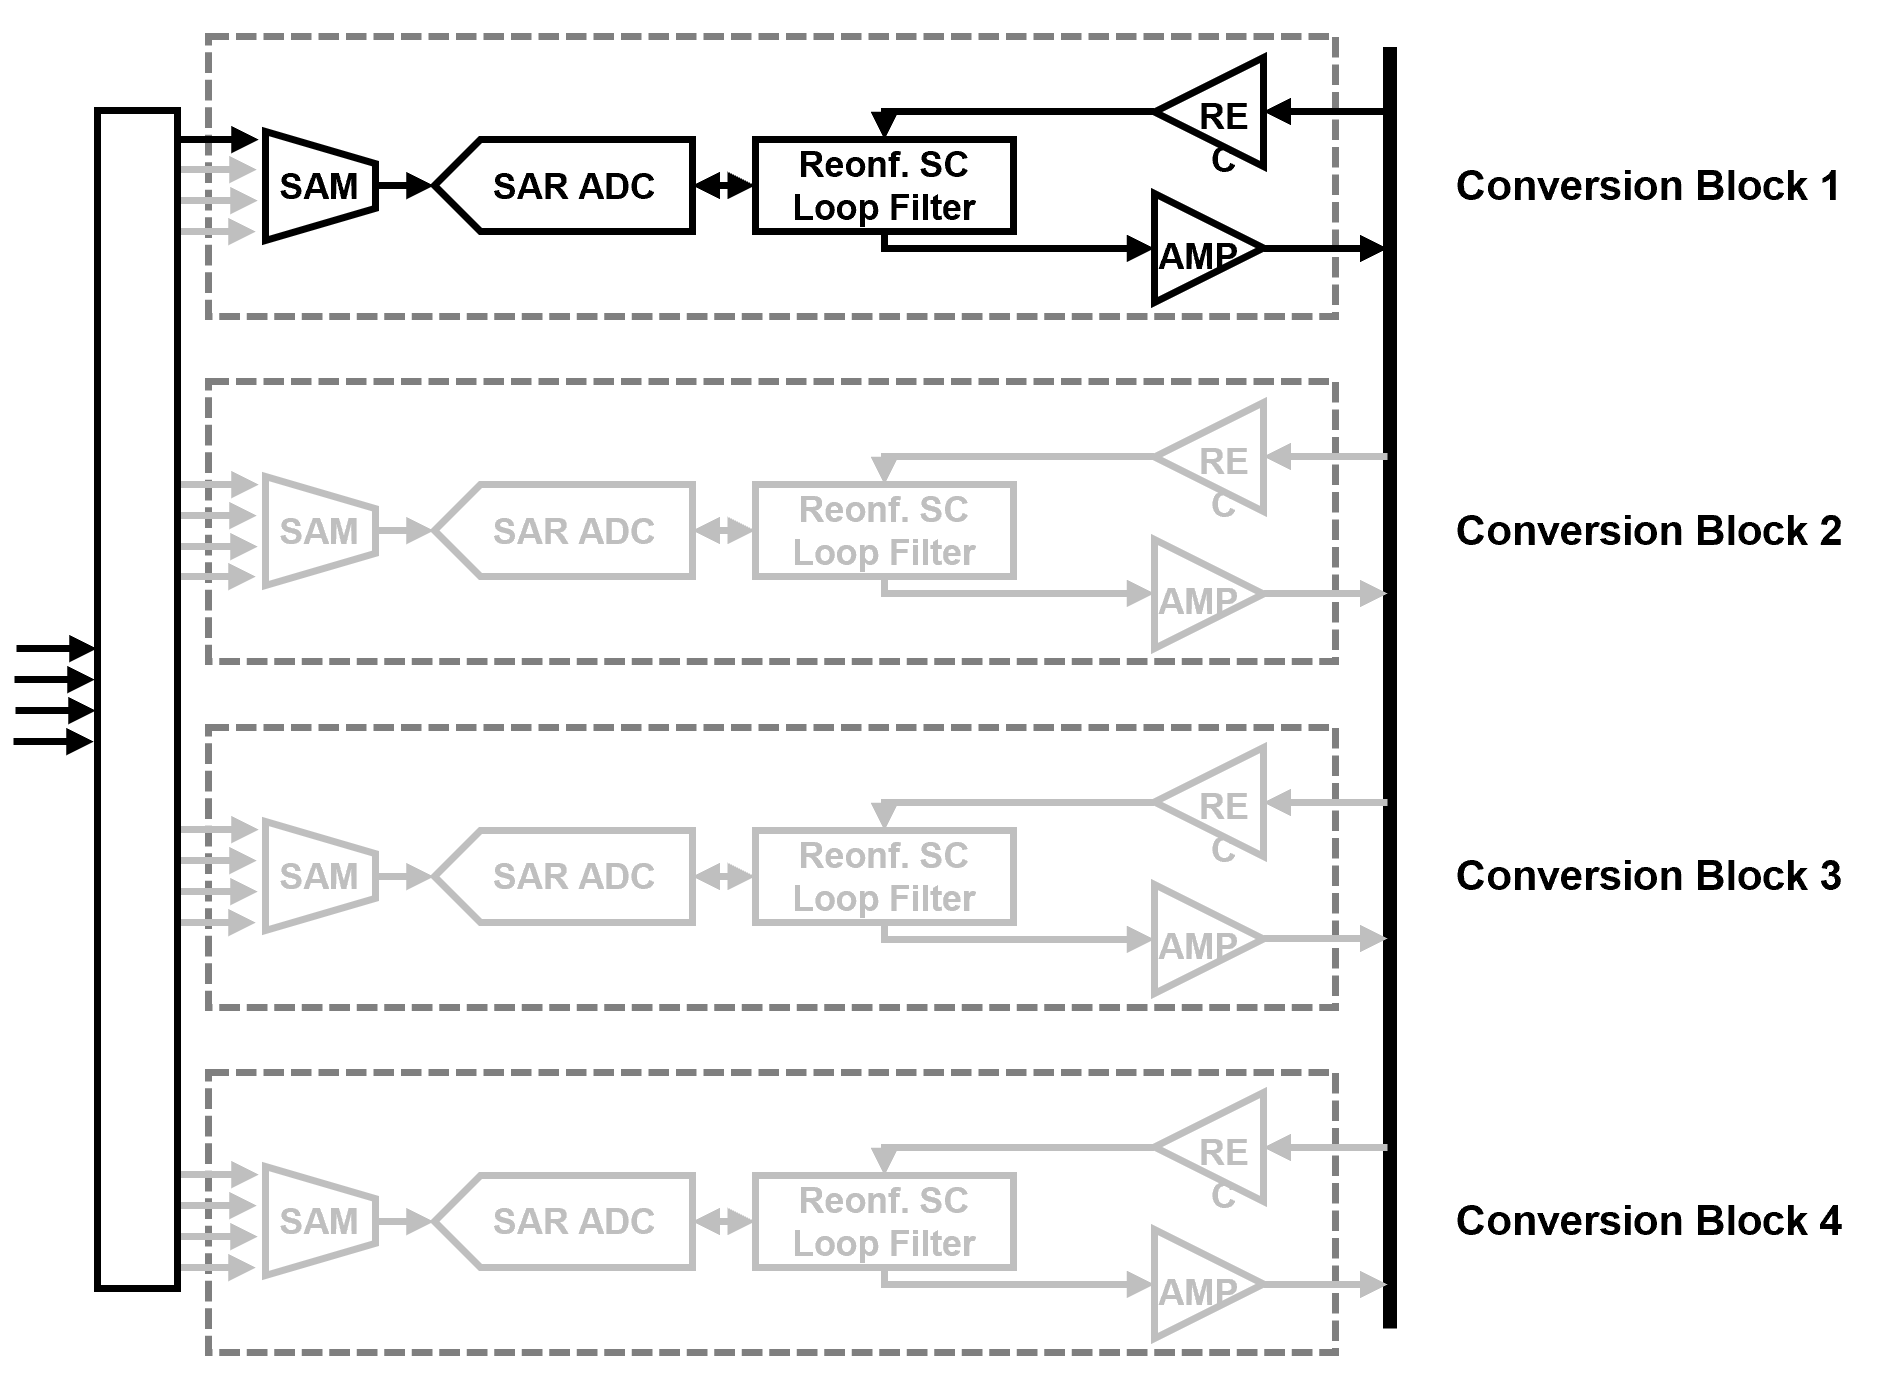 RE
C
SAM
SAR ADC
Reonf. SC
Loop Filter
AMP
Conversion Block 1
RE
C
SAM
SAR ADC
Reonf. SC
Loop Filter
AMP
Conversion Block 2
RE
C
SAM
SAR ADC
Reonf. SC
Loop Filter
AMP
Conversion Block 3
RE
C
SAM
SAR ADC
Reonf. SC
Loop Filter
AMP
Conversion Block 4